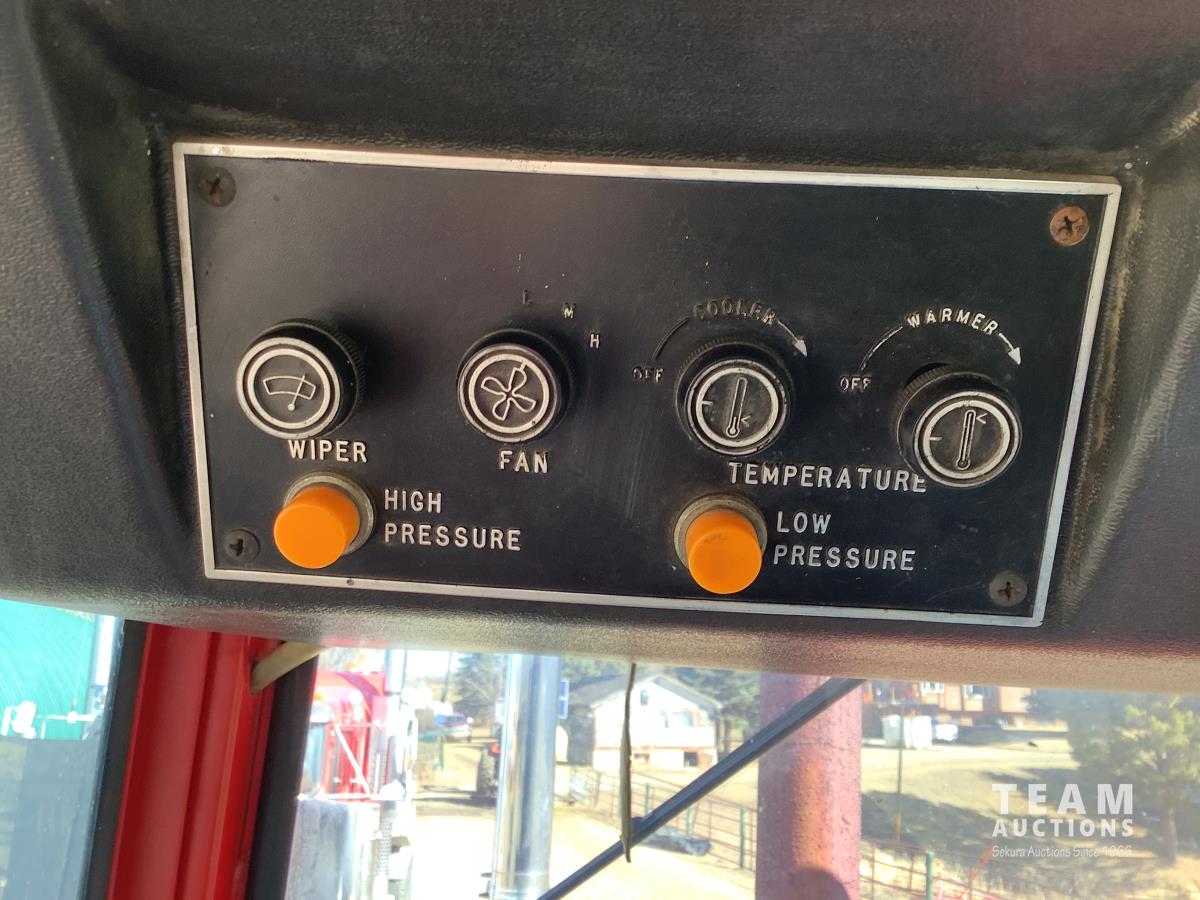 L
M
H
COOLER
WARMER
OFF
OFF
WIPER
FAN
TEMPERATURE
HIGH
PRESSURE
LOW
PRESSURE
TEAM
AUCTIONS
Sekura Auctions Since 1966